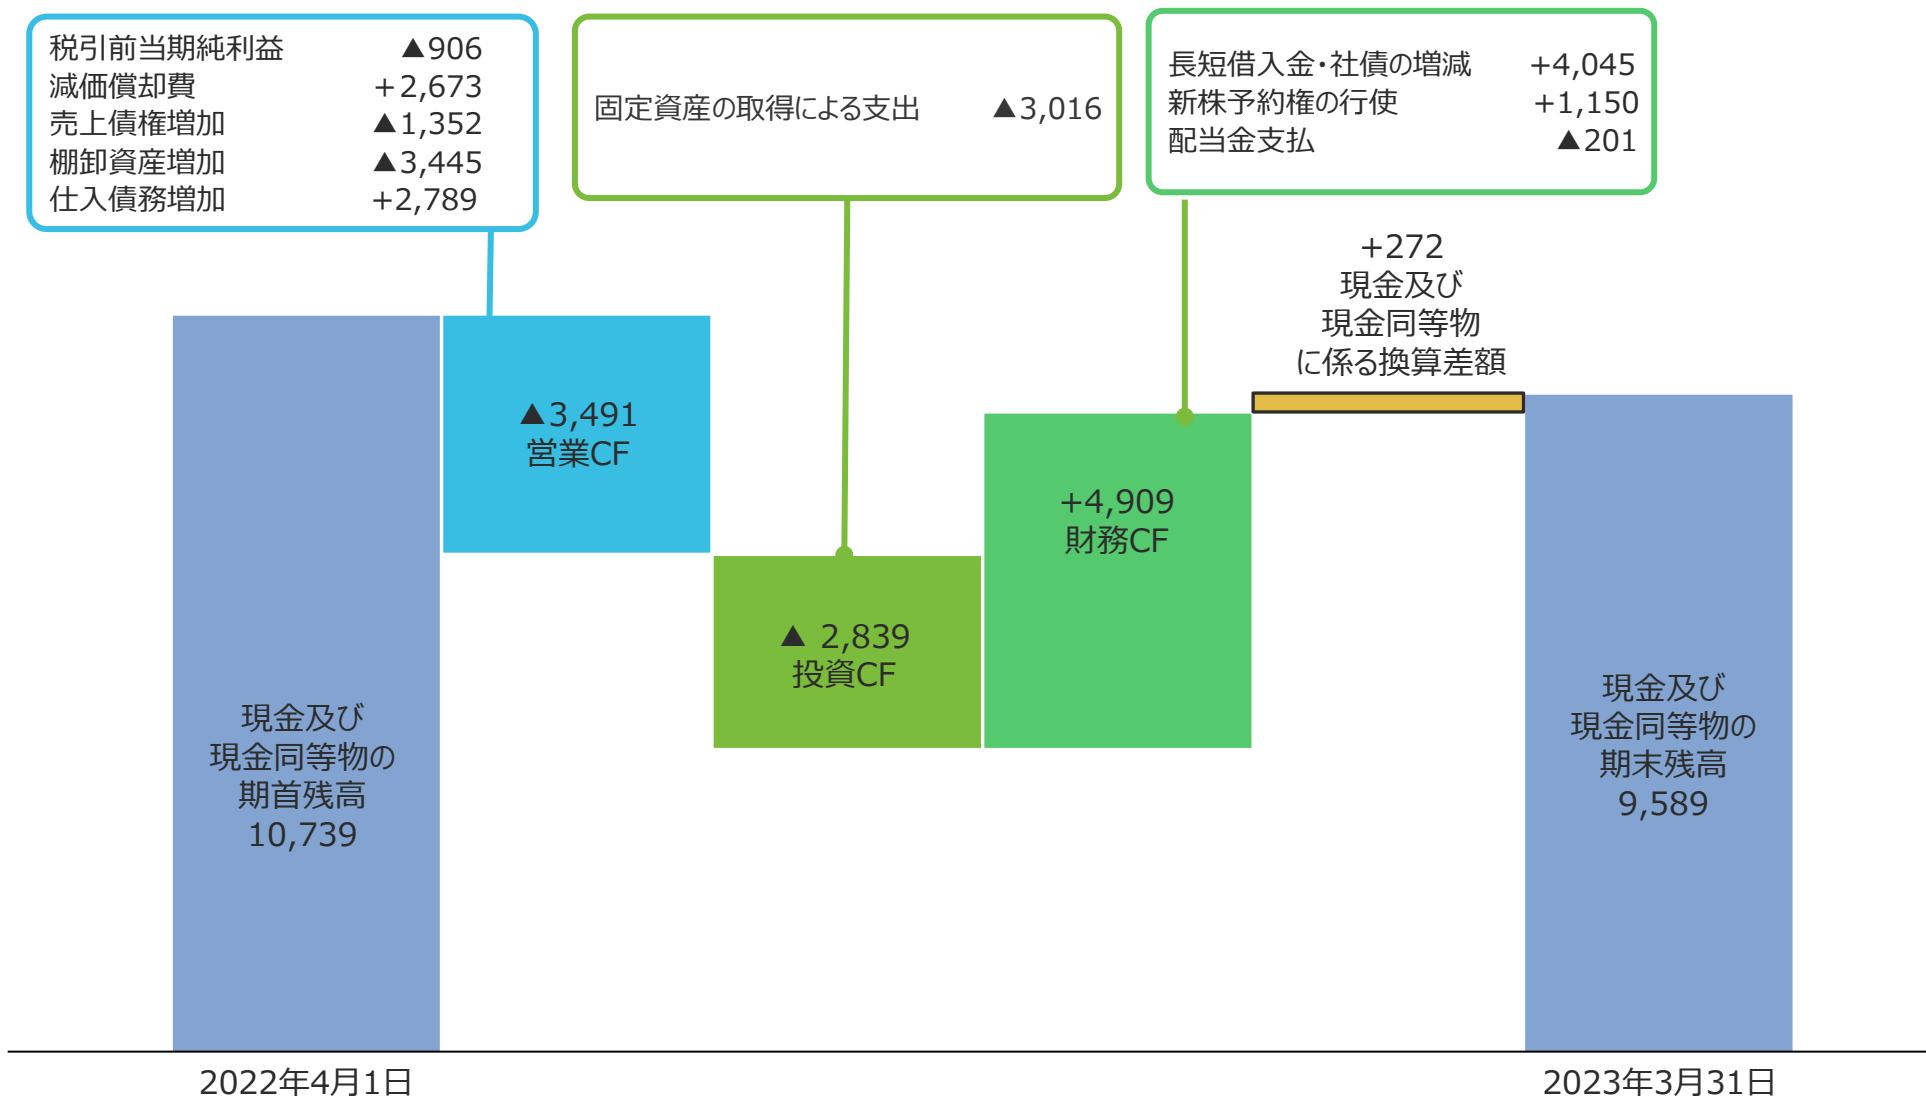 税引前当期純利益 ▲906
減価償却費 +2,673
売上債権増加 ▲1,352
棚卸資産増加 ▲3,445
仕入債務増加 +2,789
固定資産の取得による支出 ▲3,016
長短借入金・社債の増減 +4,045
新株予約権の行使 +1,150
配当金支払 ▲201
+272
現金及び
現金同等物
に係る換算差額
▲3,491
営業CF
▲ 2,839
投資CF
+4,909
財務CF
現金及び
現金同等物の
期首残高
10,739
現金及び
現金同等物の
期末残高
9,589
2022年4月1日
2023年3月31日